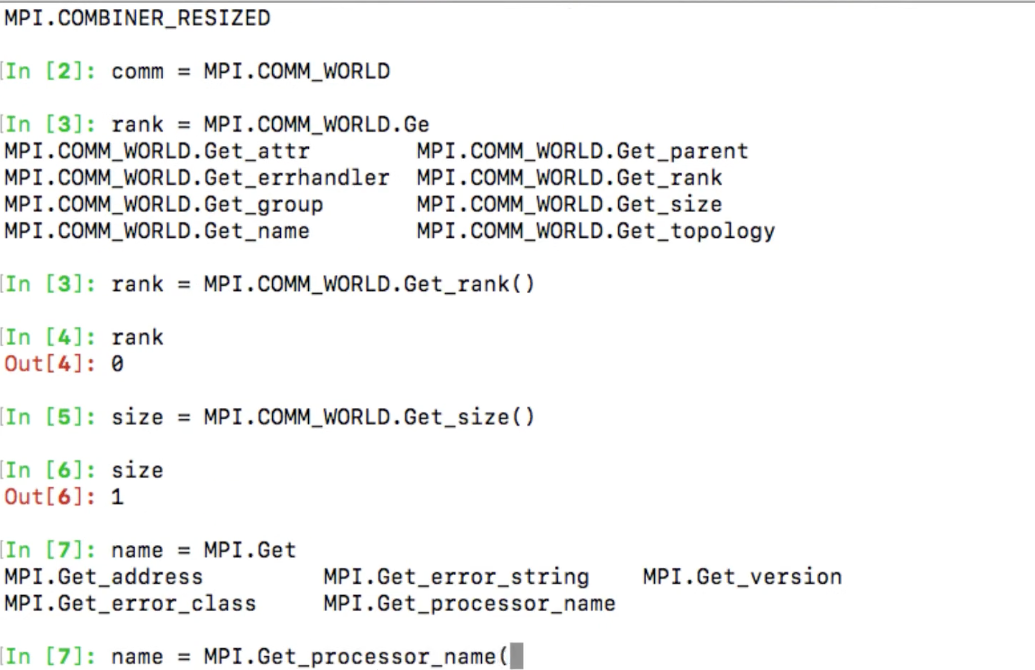 MPI.COMBINER_RESIZED
[In [2]: comm = MPI.COMM_WORLD
[In [3]: rank = MPI.COMM_WORLD.Ge
MPI.COMM_WORLD.Get_attr MPI.COMM_WORLD.Get_parent
MPI.COMM_WORLD.Get_errhandler MPI.COMM_WORLD.Get_rank
MPI.COMM_WORLD.Get_group MPI.COMM_WORLD.Get_size
MPI.COMM_WORLD.Get_name MPI.COMM_WORLD.Get_topology
[In [3]: rank = MPI.COMM_WORLD.Get_rank()
[In [4]: rank
Out[4]: 0
[In [5]: size = MPI.COMM_WORLD.Get_size()
[In [6]: size
Out[6]: 1
[In [7]: name = MPI.Get
MPI.Get_address MPI.Get_error_string MPI.Get_version
MPI.Get_error_class MPI.Get_processor_name
[In [7]: name = MPI.Get_processor_name(